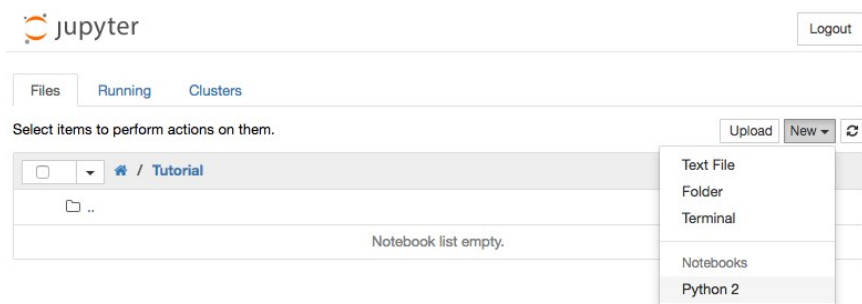 jupyter
Logout
Files Running Clusters
Select items to perform actions on them.
Upload New
/ Tutorial
..
Notebook list empty.
Text File
Folder
Terminal
Notebooks
Python 2